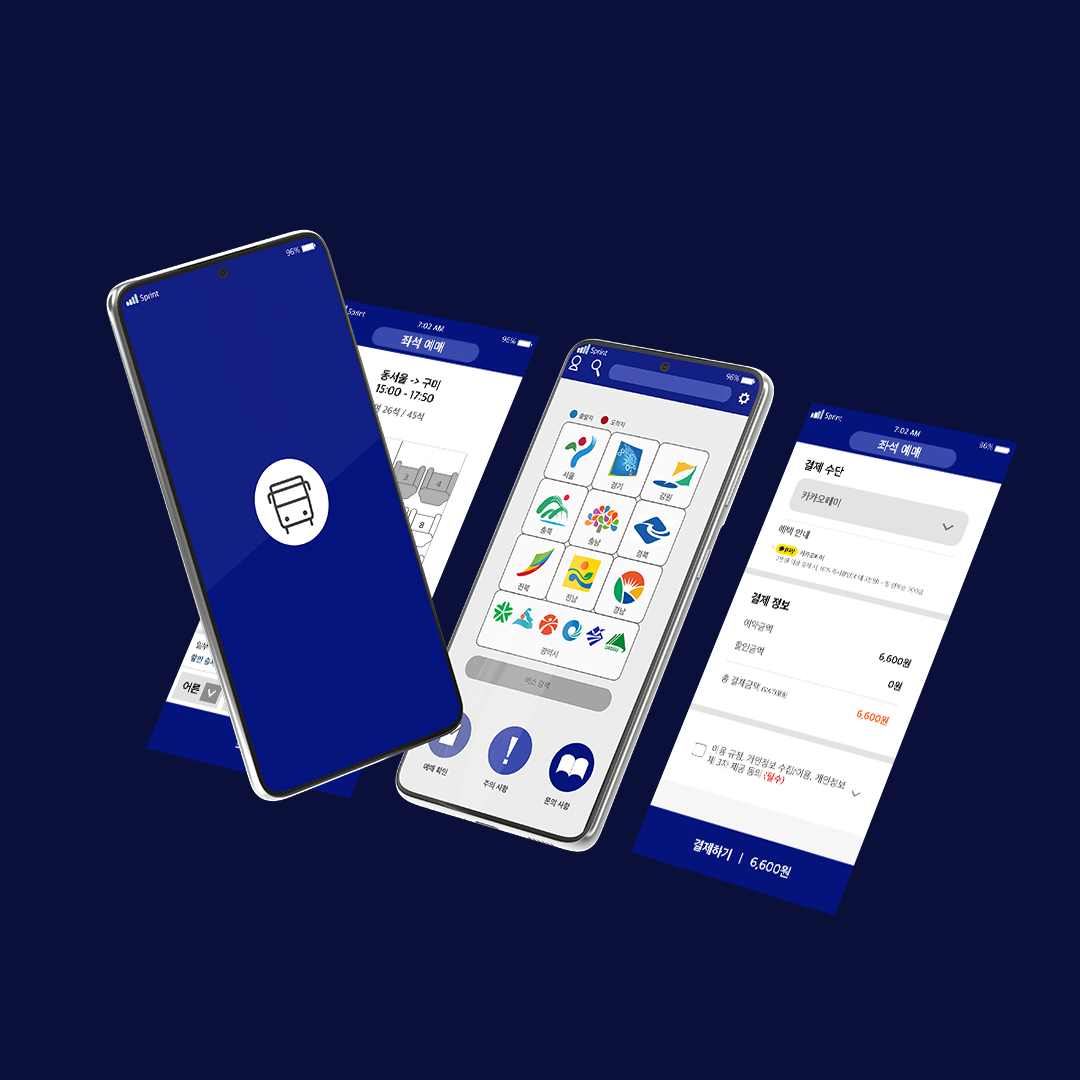 Sprint
96%
Sprint
7:02 AM
96%
좌석 예매
동서울 -> 구미
15:00 - 17:50
26석 / 45석
3
4
8
일부
할인 승차
어른
Sprint
96%
출발지
도착지
서울
경기
강원
충북
충남
경북
전북
전남
경남
광역시
버스 검색
예매 확인
주의 사항
문의 사항
Sprint
7:02 AM
96%
좌석 예매
결제 수단
카카오페이
혜택 안내
pay 카카오페이
결제 정보
예약금액
6,600원
할인금액
0원
총 결제금액 (VAT포함)
6,600원
이용 규정, 개인정보 수집/이용, 개인정보
제 3자 제공 동의 (필수)
결제하기 | 6,600원